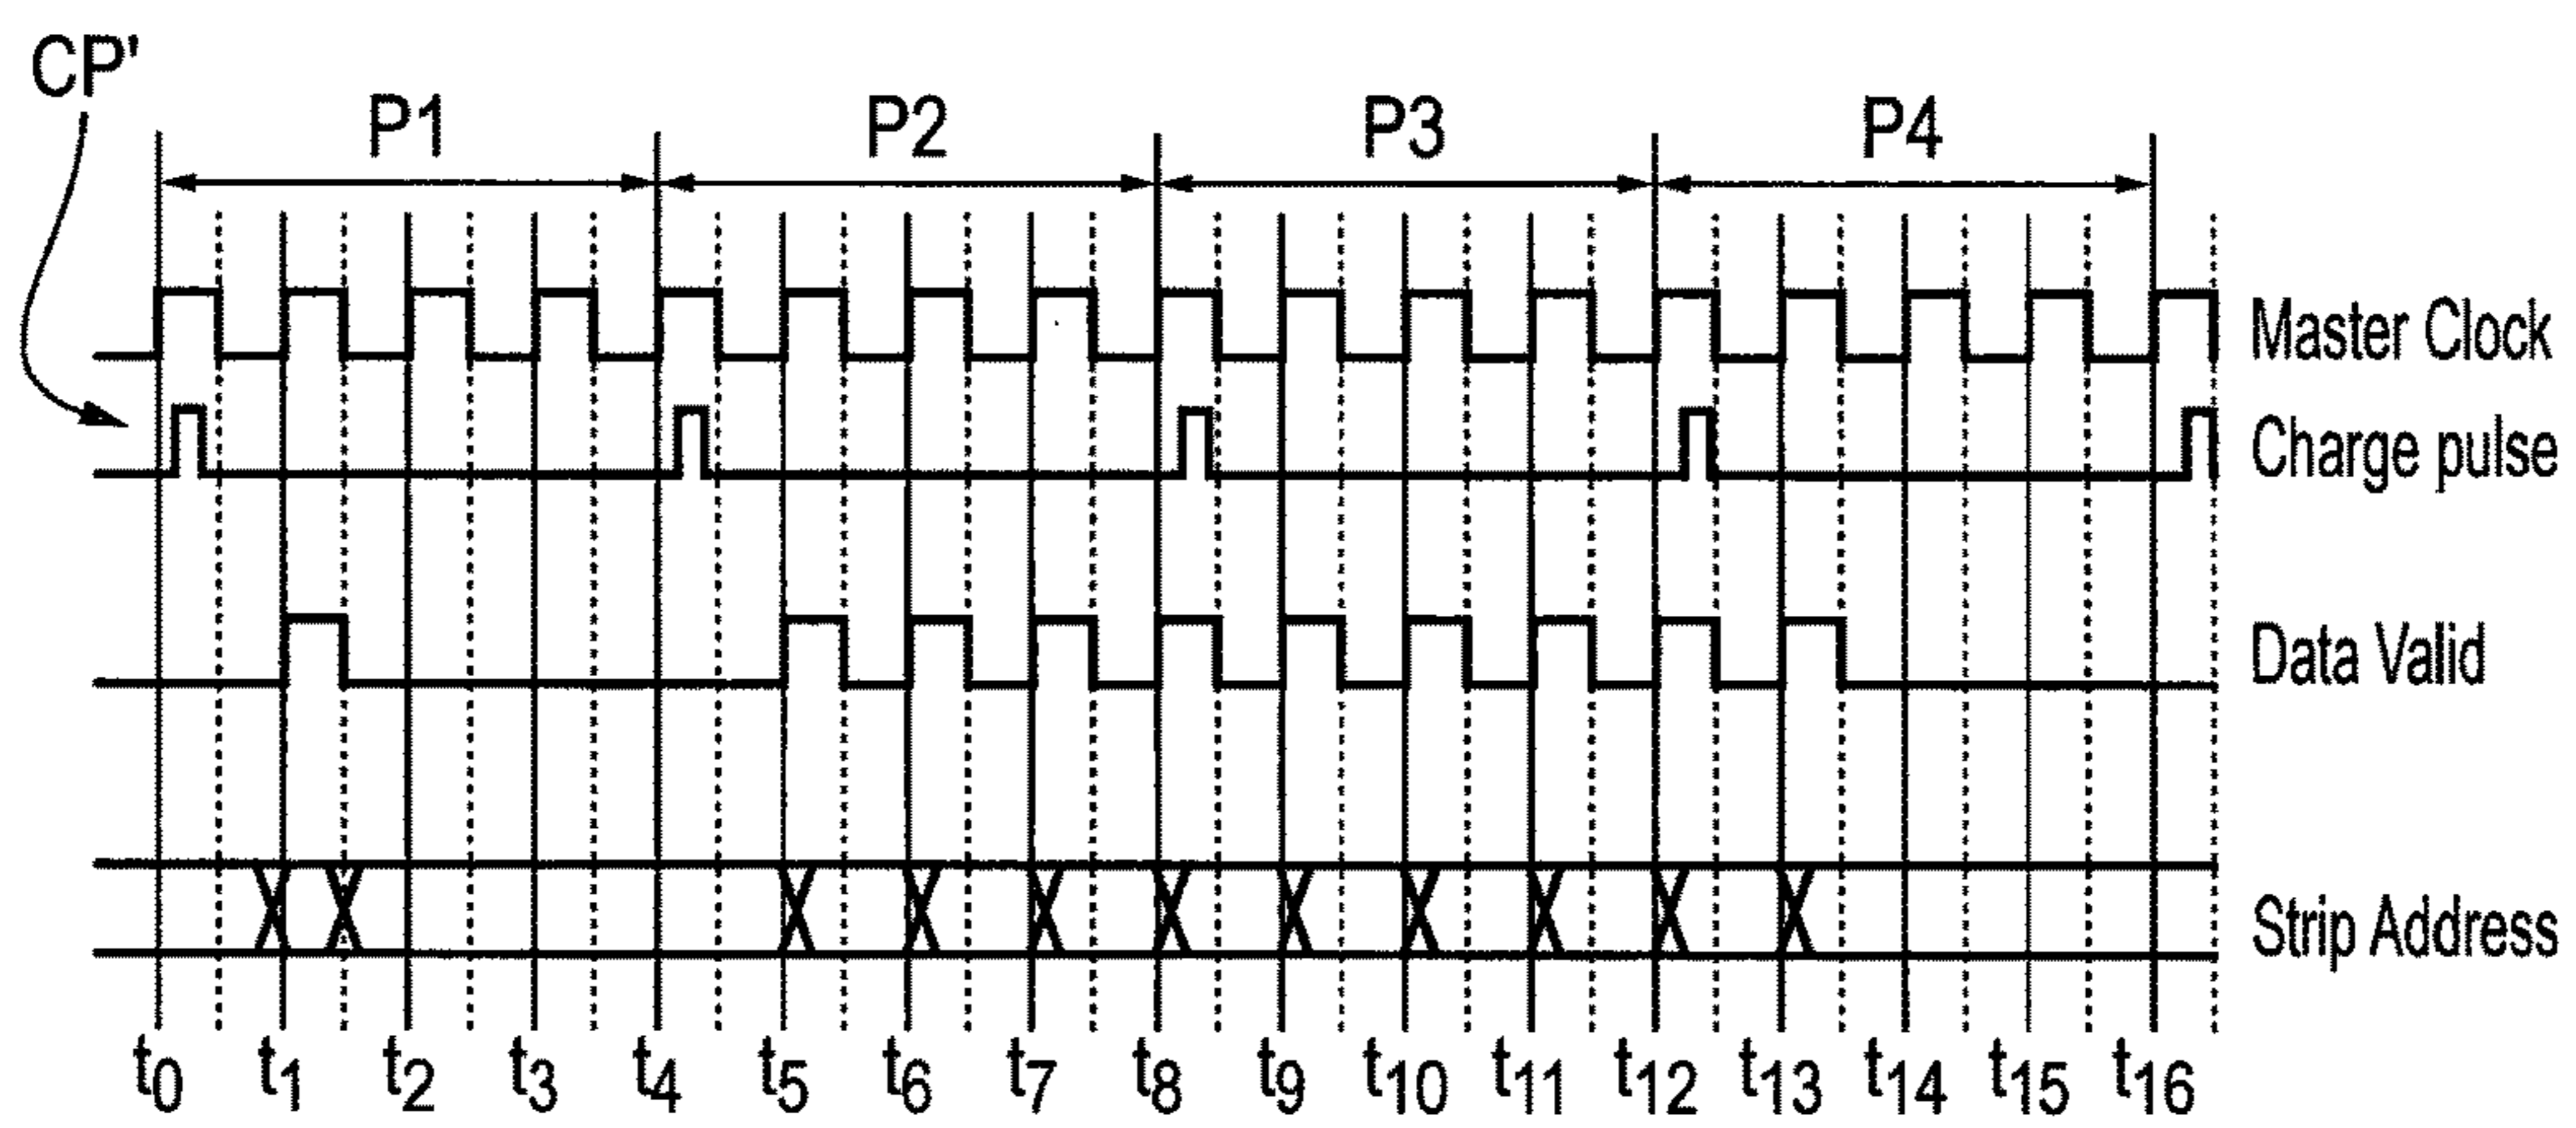 CP'
P1 P2 P3 P4
Master Clock
Charge pulse
Data Valid
Strip Address
t0 t1 t2 t3 t4 t5 t6 t7 t8 t9 t10 t11 t12 t13 t14 t15 t16